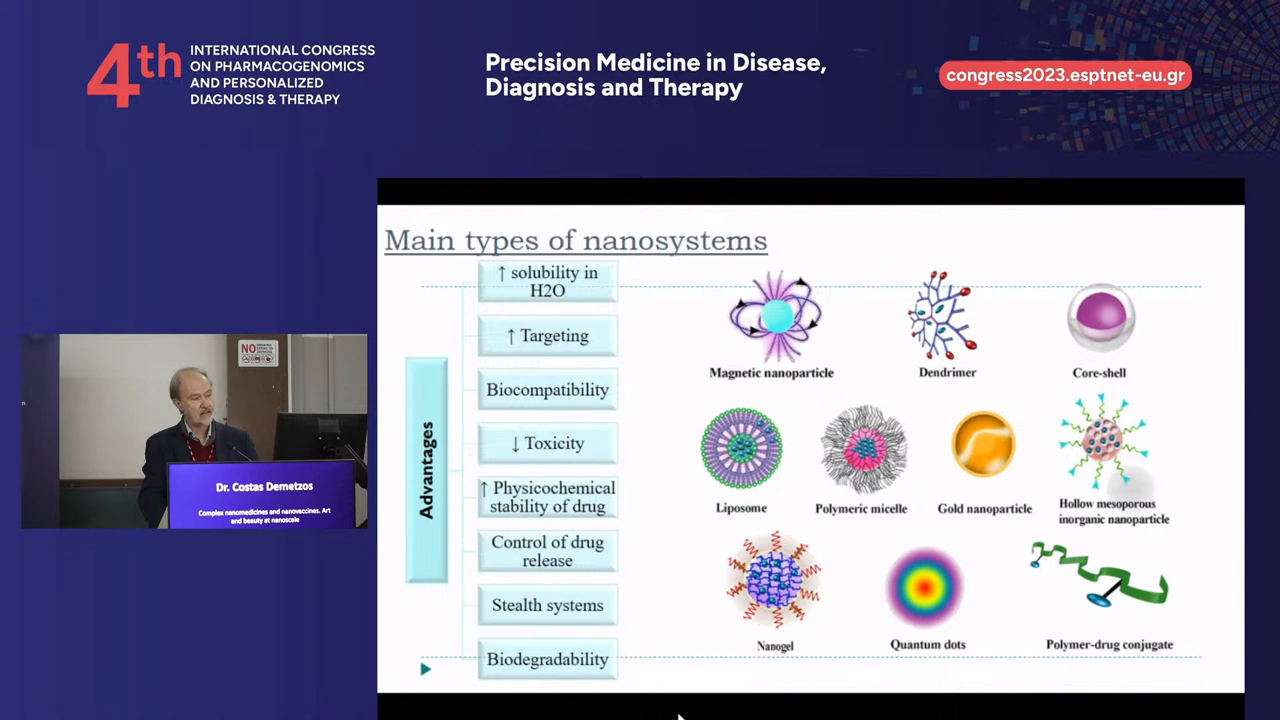 4th
INTERNATIONAL CONGRESS
ON PHARMACOGENOMICS
AND PERSONALIZED
DIAGNOSIS & THERAPY
Precision Medicine in Disease,
Diagnosis and Therapy
congress2023.esptnet-eu.gr
Main types of nanosystems
Advantages
↑ solubility in
H2O
↑ Targeting
Biocompatibility
↓ Toxicity
↑ Physicochemical
stability of drug
Control of drug
release
Stealth systems
Biodegradability
Magnetic nanoparticle
Dendrimer
Core-shell
Liposome
Polymeric micelle
Gold nanoparticle
Hollow mesoporous
inorganic nanoparticle
Nanogel
Quantum dots
Polymer-drug conjugate
NO
Dr. Costas Demetzos
Complex nanomedicines and nanovaccines. Art
and beauty at nanoscale